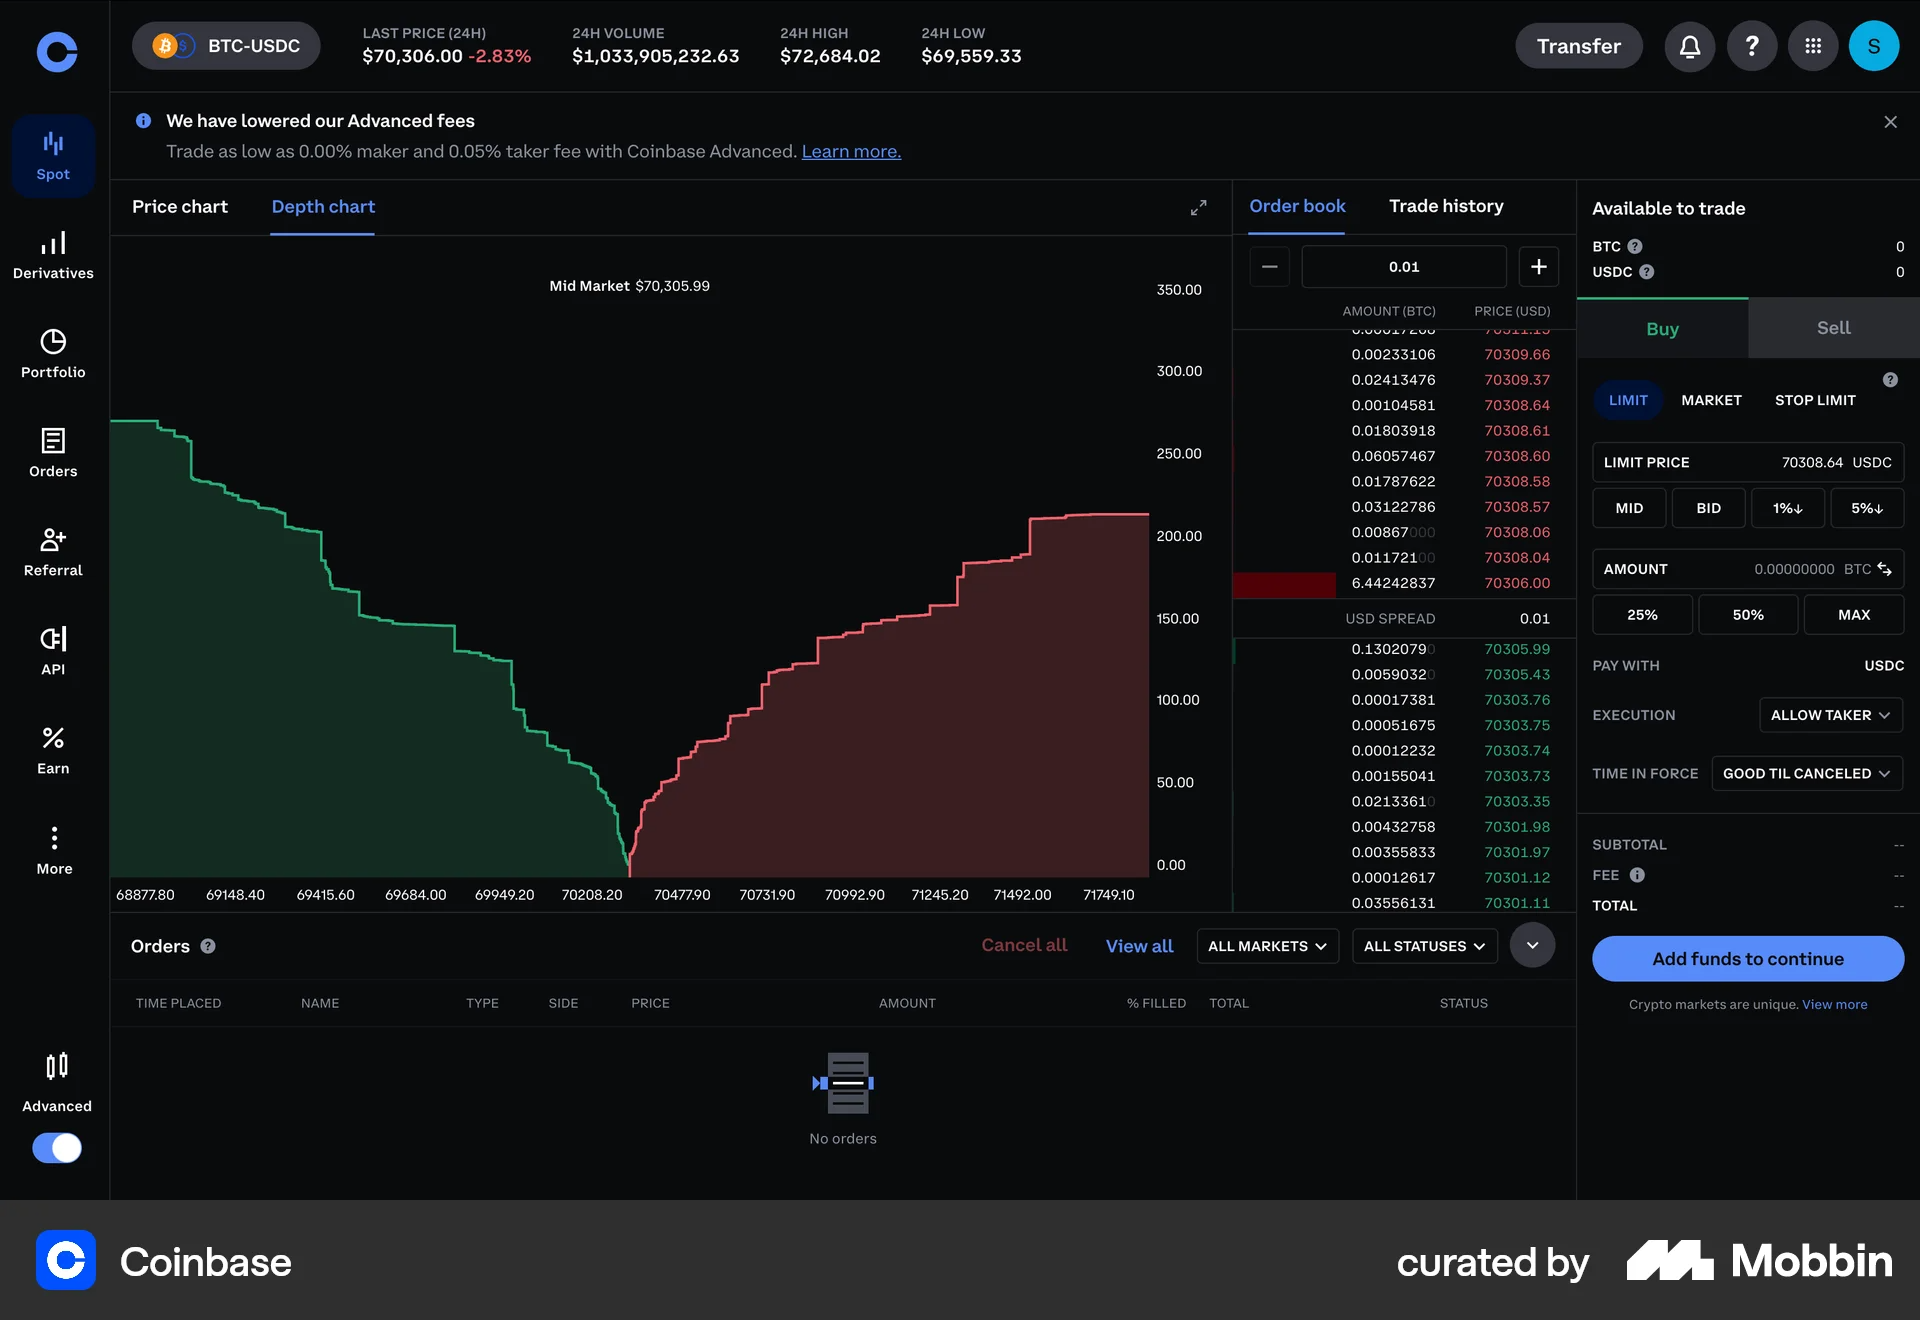 BTC-USDC
LAST PRICE (24H)
$70,306.00 -2.83%
24H VOLUME
$1,033,905,232.63
24H HIGH
$72,684.02
24H LOW
$69,559.33
Transfer
?
S
Spot
Derivatives
Portfolio
Orders
Referral
API
Earn
More
Advanced
We have lowered our Advanced fees
Trade as low as 0.00% maker and 0.05% taker fee with Coinbase Advanced. Learn more.
Price chart
Depth chart
Mid Market $70,305.99
350.00
300.00
250.00
200.00
150.00
100.00
50.00
0.00
68877.80 69148.40 69415.60 69684.00 69949.20 70208.20 70477.90 70731.90 70992.90 71245.20 71492.00 71749.10
Order book
Trade history
0.01
AMOUNT (BTC) PRICE (USD)
0.00233106 70309.66
0.02413476 70309.37
0.00104581 70308.64
0.01803918 70308.61
0.06057467 70308.60
0.01787622 70308.58
0.03122786 70308.57
0.00867000 70308.06
0.01172100 70308.04
6.44242837 70306.00
USD SPREAD 0.01
0.13020790 70305.99
0.00590320 70305.43
0.00017381 70303.76
0.00051675 70303.75
0.00012232 70303.74
0.00155041 70303.73
0.02133610 70303.35
0.00432758 70301.98
0.00355833 70301.97
0.00012617 70301.12
0.03556131 70301.11
Available to trade
BTC ? 0
USDC ? 0
Buy
Sell
?
LIMIT MARKET STOP LIMIT
LIMIT PRICE 70308.64 USDC
MID BID 1%↓ 5%↓
AMOUNT 0.00000000 BTC
25% 50% MAX
PAY WITH USDC
EXECUTION ALLOW TAKER
TIME IN FORCE GOOD TIL CANCELED
SUBTOTAL --
FEE --
TOTAL --
Add funds to continue
Crypto markets are unique. View more
Orders ?
Cancel all
View all
ALL MARKETS
ALL STATUSES
TIME PLACED NAME TYPE SIDE PRICE AMOUNT % FILLED TOTAL STATUS
No orders
Coinbase
curated by Mobbin